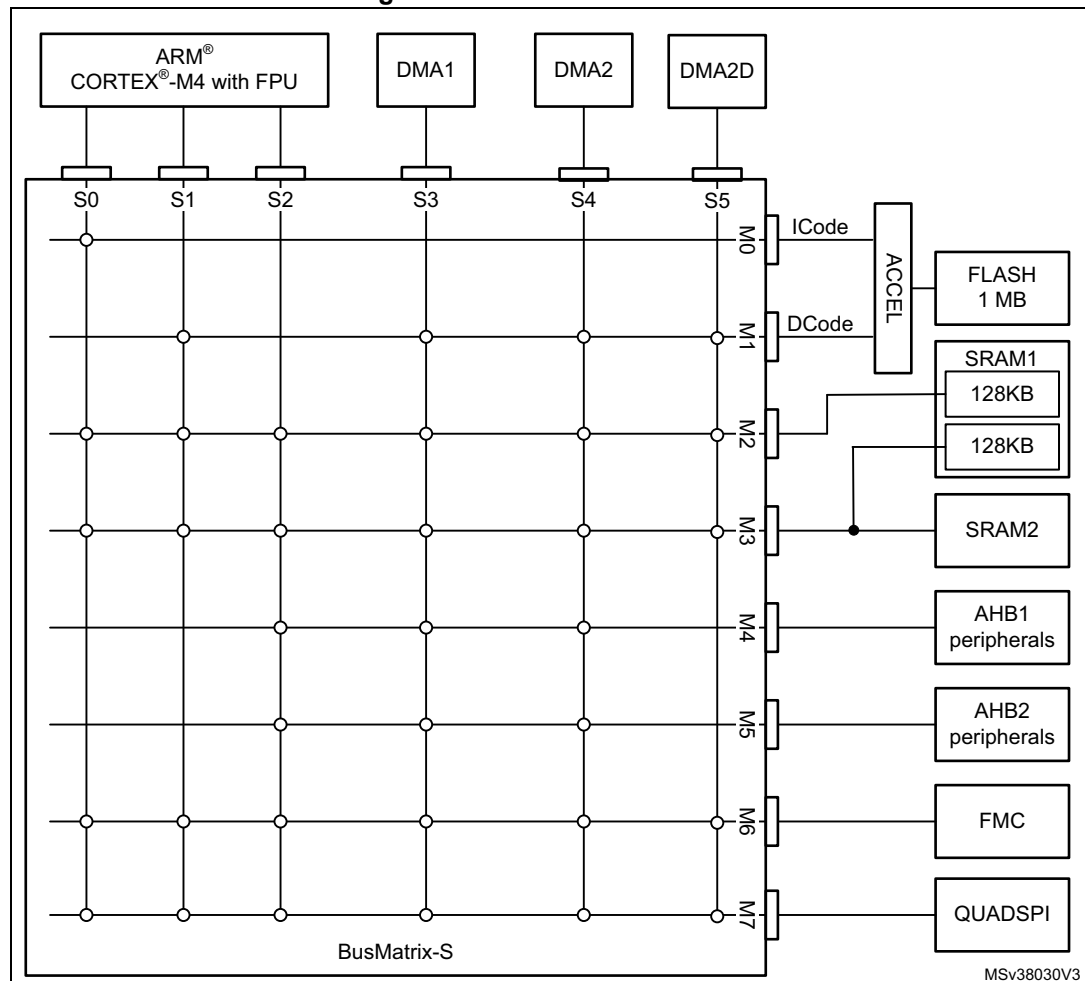 ARM®
CORTEX®-M4 with FPU
DMA1
DMA2
DMA2D
S0
S1
S2
S3
S4
S5
M0
ICode
ACCEL
FLASH
1 MB
M1
DCode
SRAM1
128KB
M2
128KB
M3
SRAM2
M4
AHB1
peripherals
M5
AHB2
peripherals
M6
FMC
M7
QUADSPI
BusMatrix-S
MSv38030V3